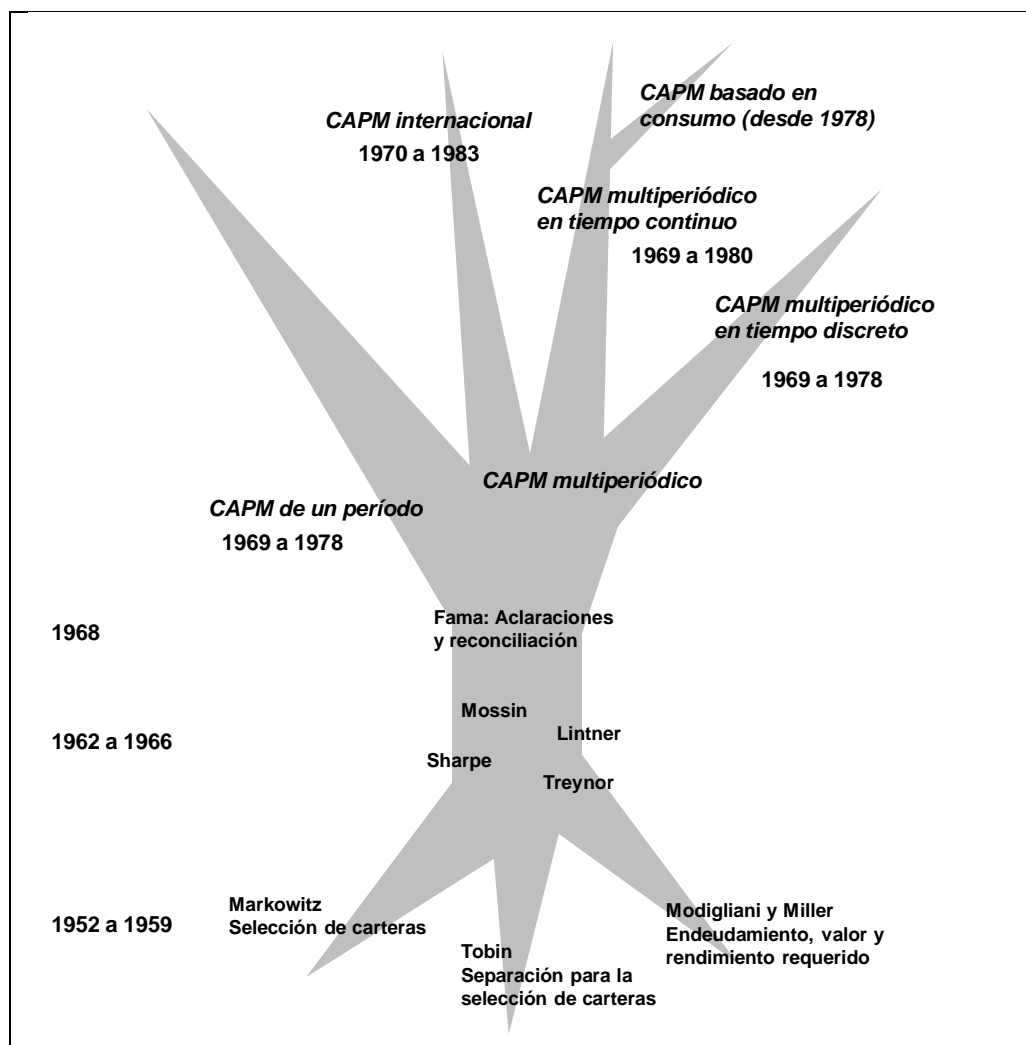 CAPM basado en
consumo (desde 1978)
CAPM internacional
1970 a 1983
CAPM multiperiódico
en tiempo continuo
1969 a 1980
CAPM multiperiódico
en tiempo discreto
1969 a 1978
CAPM multiperiódico
CAPM de un período
1969 a 1978
1968
Fama: Aclaraciones
y reconciliación
1962 a 1966
Mossin
Lintner
Sharpe
Treynor
1952 a 1959
Markowitz
Selección de carteras
Tobin
Separación para la
selección de carteras
Modigliani y Miller
Endeudamiento, valor y
rendimiento requerido